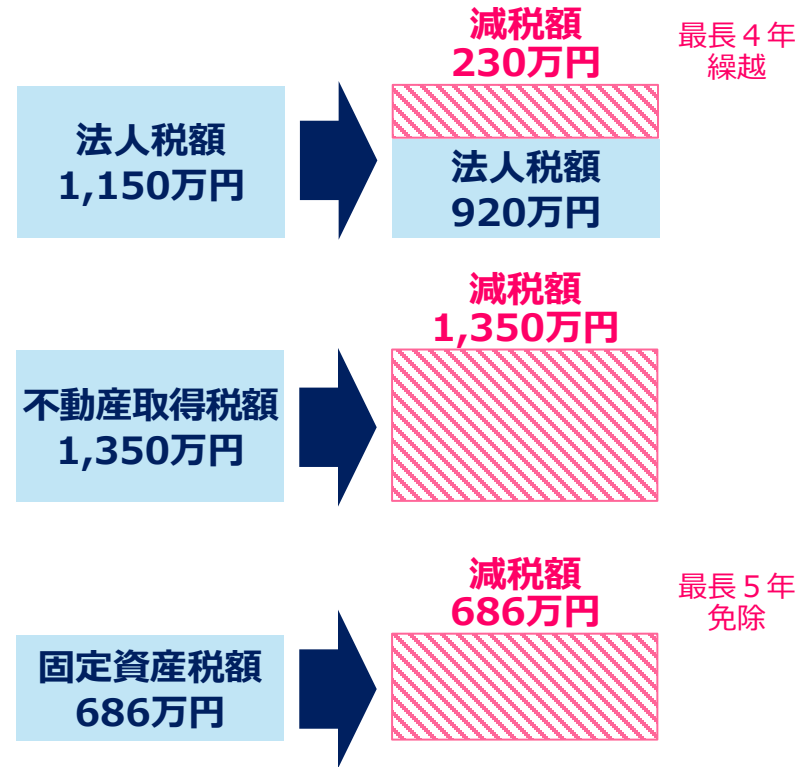 減税額
230万円
最長４年
繰越
法人税額
1,150万円
法人税額
920万円
減税額
1,350万円
不動産取得税額
1,350万円
減税額
686万円
最長５年
免除
固定資産税額
686万円